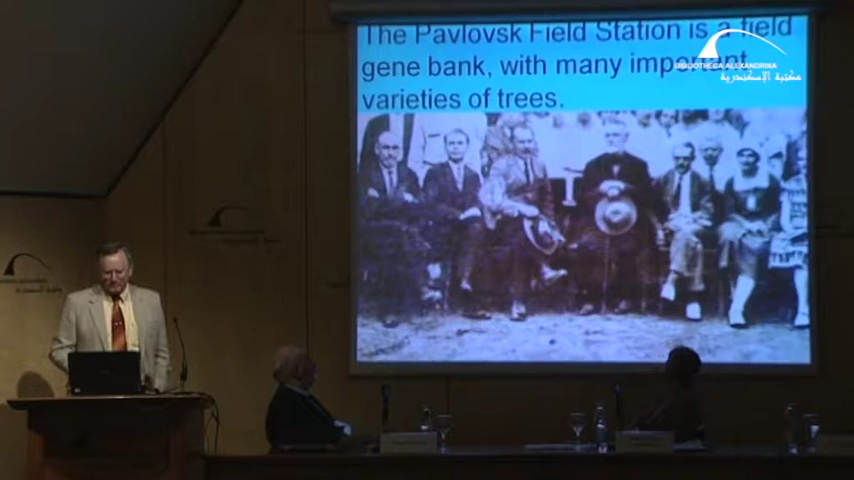 The Pavlovsk Field Station is a field
gene bank, with many important
varieties of trees.
BIBLIOTHECA ALEXANDRINA
مكتبة الإسكندرية